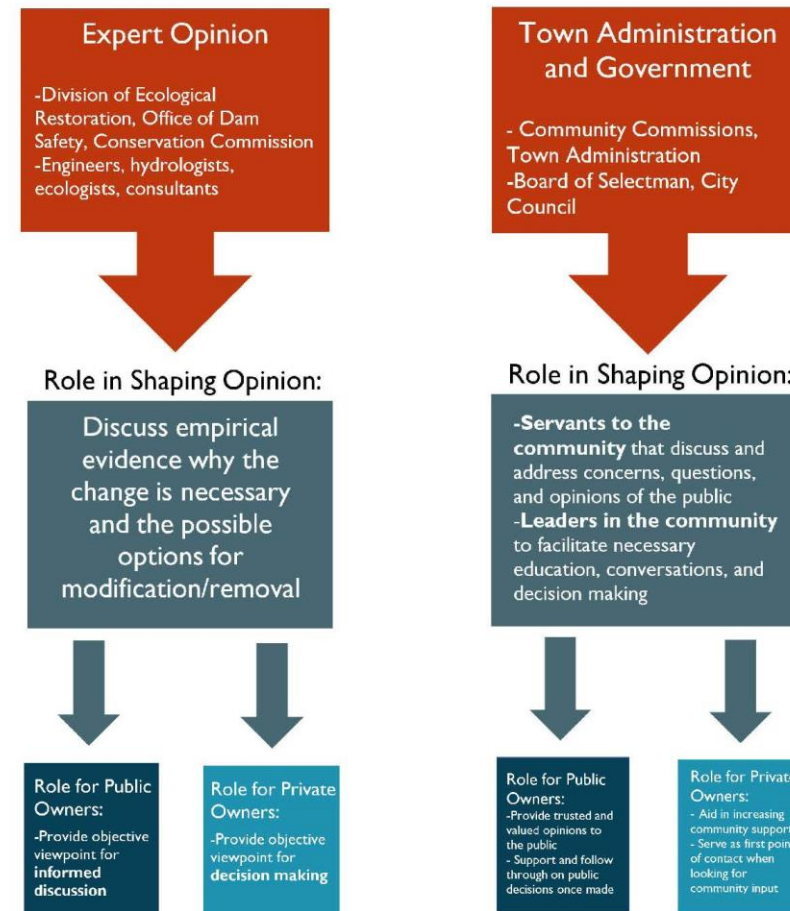 Expert Opinion
-Division of Ecological
Restoration, Office of Dam
Safety, Conservation Commission
-Engineers, hydrologists,
ecologists, consultants
Role in Shaping Opinion:
Discuss empirical
evidence why the
change is necessary
and the possible
options for
modification/removal
Role for Public
Owners:
-Provide objective
viewpoint for
informed
discussion
Role for Private
Owners:
-Provide objective
viewpoint for
decision making
Town Administration
and Government
- Community Commissions,
Town Administration
-Board of Selectman, City
Council
Role in Shaping Opinion:
-Servants to the
community that discuss and
address concerns, questions,
and opinions of the public
-Leaders in the community
to facilitate necessary
education, conversations, and
decision making
Role for Public
Owners:
-Provide trusted and
valued opinions to
the public
- Support and follow
through on public
decisions once made
Role for Private
Owners:
- Aid in increasing
community support
- Serve as first point
of contact when
looking for
community input